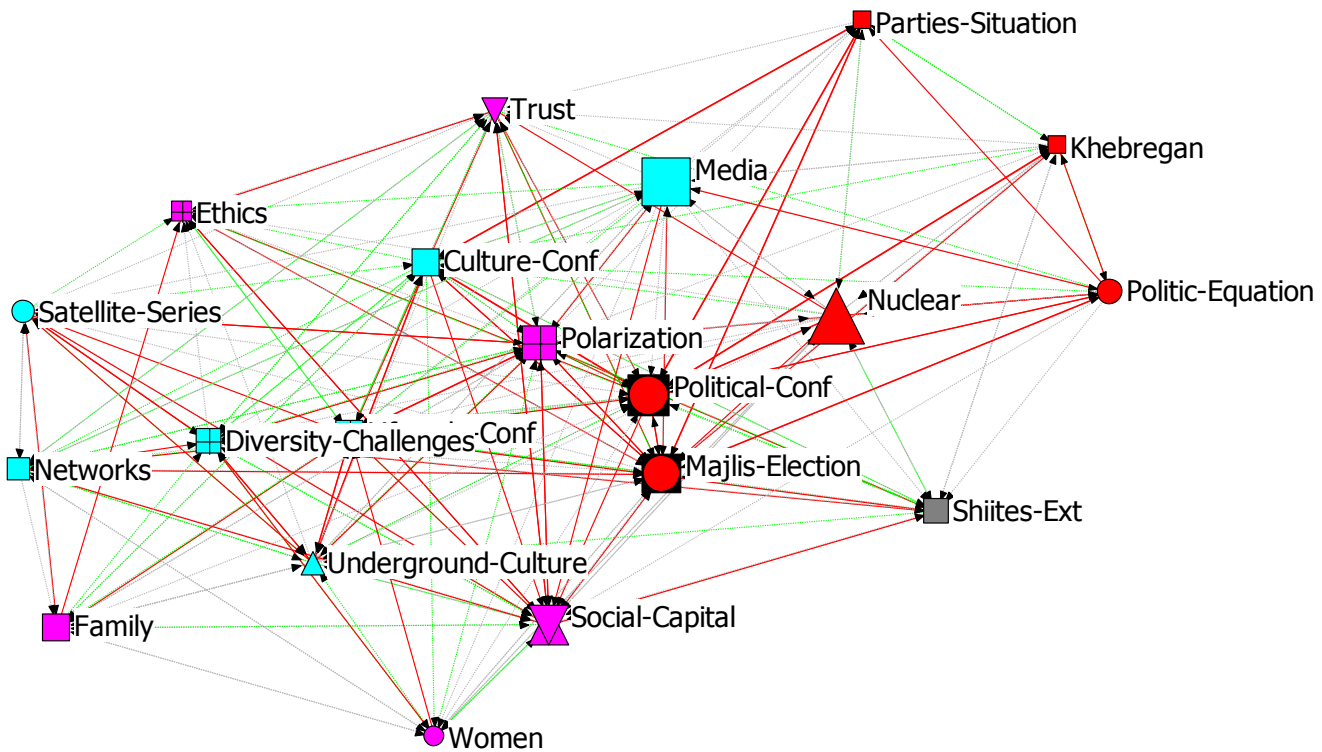 Parties-Situation
Trust
Khebregan
Media
Ethics
Culture-Conf
Politic-Equation
Nuclear
Satellite-Series
Polarization
Political-Conf
-Conf
Diversity-Challenges
Majlis-Election
Networks
Shiites-Ext
Underground-Culture
Social-Capital
Family
Women